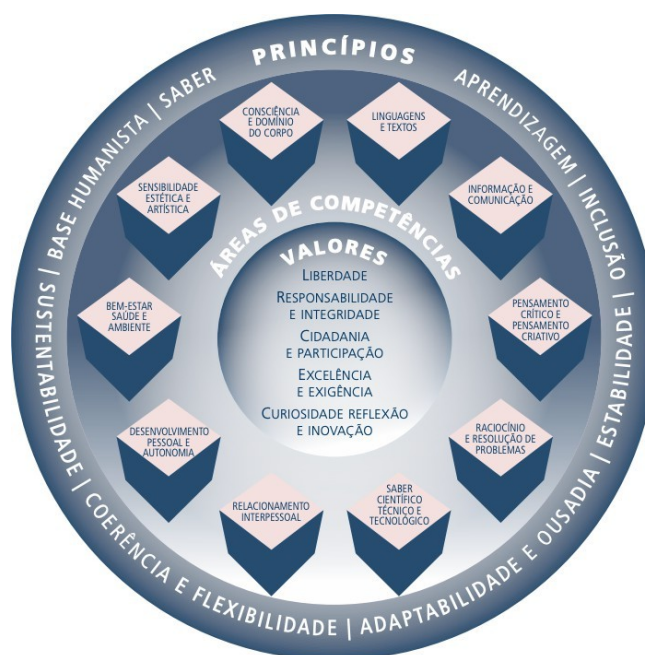 PRINCÍPIOS
BASE HUMANISTA | SABER
APRENDIZAGEM | INCLUSÃO | ESTABILIDADE |
ADAPTABILIDADE E OUSADIA |
COERÊNCIA E FLEXIBILIDADE |
SUSTENTABILIDADE |
ÁREAS DE COMPETÊNCIAS
CONSCIÊNCIA
E DOMÍNIO
DO CORPO
LINGUAGENS
E TEXTOS
INFORMAÇÃO E
COMUNICAÇÃO
PENSAMENTO
CRÍTICO E
PENSAMENTO
CRIATIVO
RACIOCÍNIO
E RESOLUÇÃO DE
PROBLEMAS
SABER
CIENTÍFICO
TÉCNICO E
TECNOLÓGICO
RELACIONAMENTO
INTERPESSOAL
DESENVOLVIMENTO
PESSOAL E
AUTONOMIA
BEM-ESTAR
SAÚDE E
AMBIENTE
SENSIBILIDADE
ESTÉTICA E
ARTÍSTICA
VALORES
LIBERDADE
RESPONSABILIDADE
E INTEGRIDADE
CIDADANIA
E PARTICIPAÇÃO
EXCELÊNCIA
E EXIGÊNCIA
CURIOSIDADE REFLEXÃO
E INOVAÇÃO